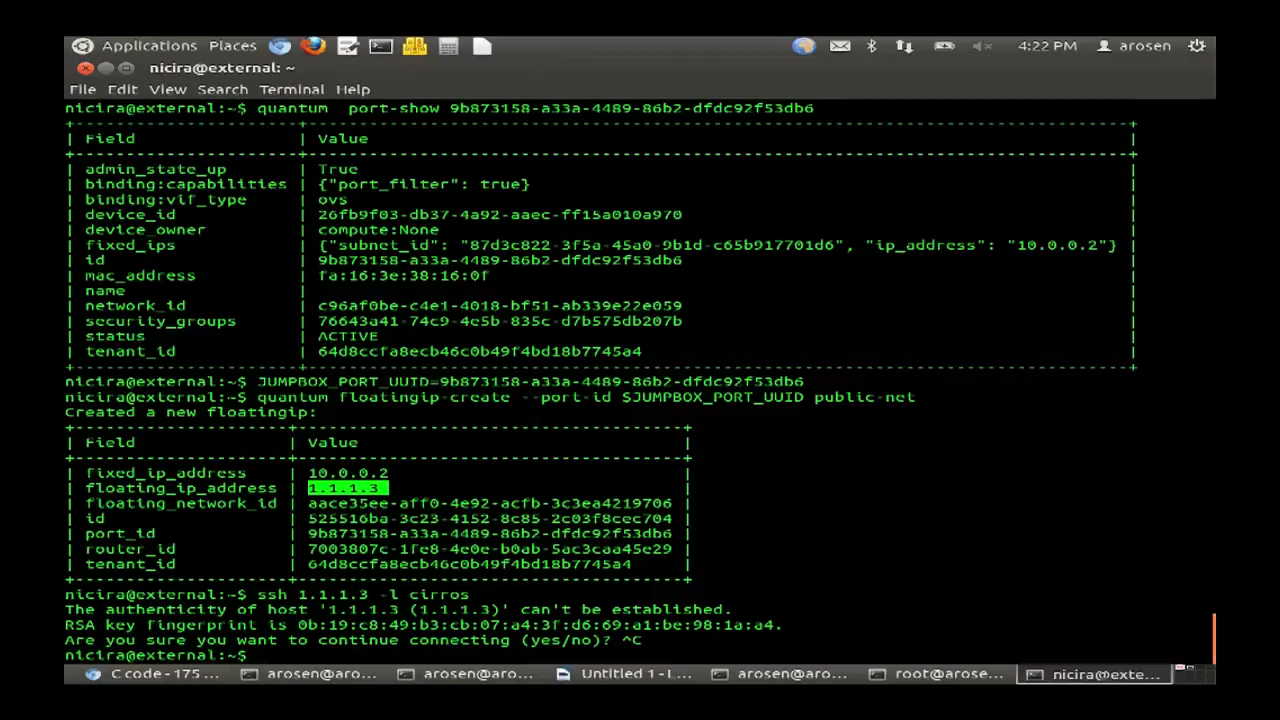 Applications Places 4:22 PM arosen
nicira@external: ~
File Edit View Search Terminal Help
nicira@external:~$ quantum  port-show 9b873158-a33a-4489-86b2-dfdc92f53db6
| Field | Value |
| admin_state_up | True |
| binding:capabilities | {"port_filter": true} |
| binding:vif_type | ovs |
| device_id | 26fb9f03-db37-4a92-aaec-ff15a010a970 |
| device_owner | compute:None |
| fixed_ips | {"subnet_id": "87d3c822-3f5a-45a0-9b1d-c65b917701d6", "ip_address": "10.0.0.2"} |
| id | 9b873158-a33a-4489-86b2-dfdc92f53db6 |
| mac_address | fa:16:3e:38:16:0f |
| name | |
| network_id | c96af0be-c4e1-4018-bf51-ab339e22e059 |
| security_groups | 76643a41-74c9-4e5b-835c-d7b575db207b |
| status | ACTIVE |
| tenant_id | 64d8ccfa8ecb46c0b49f4bd18b7745a4 |
nicira@external:~$ JUMPBOX_PORT_UUID=9b873158-a33a-4489-86b2-dfdc92f53db6
nicira@external:~$ quantum floatingip-create --port-id $JUMPBOX_PORT_UUID public-net
Created a new floatingip:
| Field | Value |
| fixed_ip_address | 10.0.0.2 |
| floating_ip_address | 1.1.1.3 |
| floating_network_id | aace35ee-aff0-4e92-acfb-3c3ea4219706 |
| id | 525516ba-3c23-4152-8c85-2c03f8cec704 |
| port_id | 9b873158-a33a-4489-86b2-dfdc92f53db6 |
| router_id | 7003807c-1fe8-4e0e-b0ab-5ac3caa45e29 |
| tenant_id | 64d8ccfa8ecb46c0b49f4bd18b7745a4 |
nicira@external:~$ ssh 1.1.1.3 -l cirros
The authenticity of host '1.1.1.3 (1.1.1.3)' can't be established.
RSA key fingerprint is 0b:19:c8:49:b3:cb:07:a4:3f:d6:69:a1:be:98:1a:a4.
Are you sure you want to continue connecting (yes/no)? ^C
nicira@external:~$
C code - 175 ... arosen@aro... arosen@aro... Untitled 1 - L... arosen@aro... root@arose... nicira@exte...